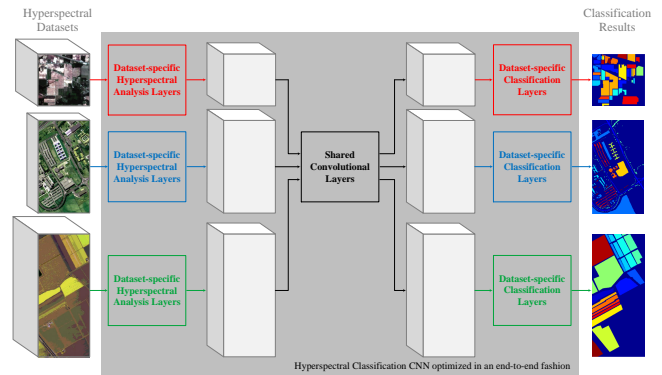 Hyperspectral
Datasets
Classification
Results
Dataset-specific
Hyperspectral
Analysis Layers
Dataset-specific
Classification
Layers
Dataset-specific
Hyperspectral
Analysis Layers
Shared
Convolutional
Layers
Dataset-specific
Classification
Layers
Dataset-specific
Hyperspectral
Analysis Layers
Dataset-specific
Classification
Layers
Hyperspectral Classification CNN optimized in an end-to-end fashion